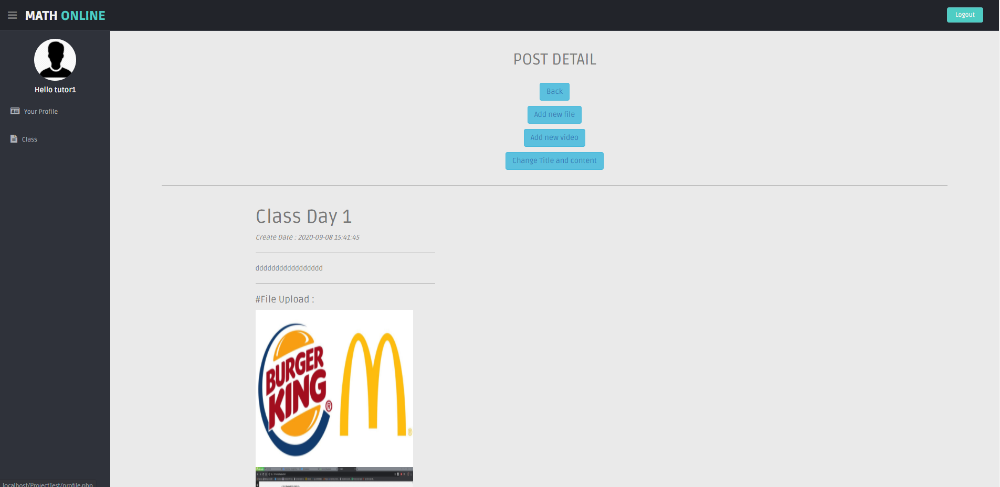 MATH ONLINE
Logout
Hello tutor1
Your Profile
Class
POST DETAIL
Back
Add new file
Add new video
Change Title and content
Class Day 1
Create Date : 2020-09-08 15:41:45
ddddddddddddddddd
#File Upload :
BURGER
KING
®
M
®
localhost/ProjectTest/profile.php